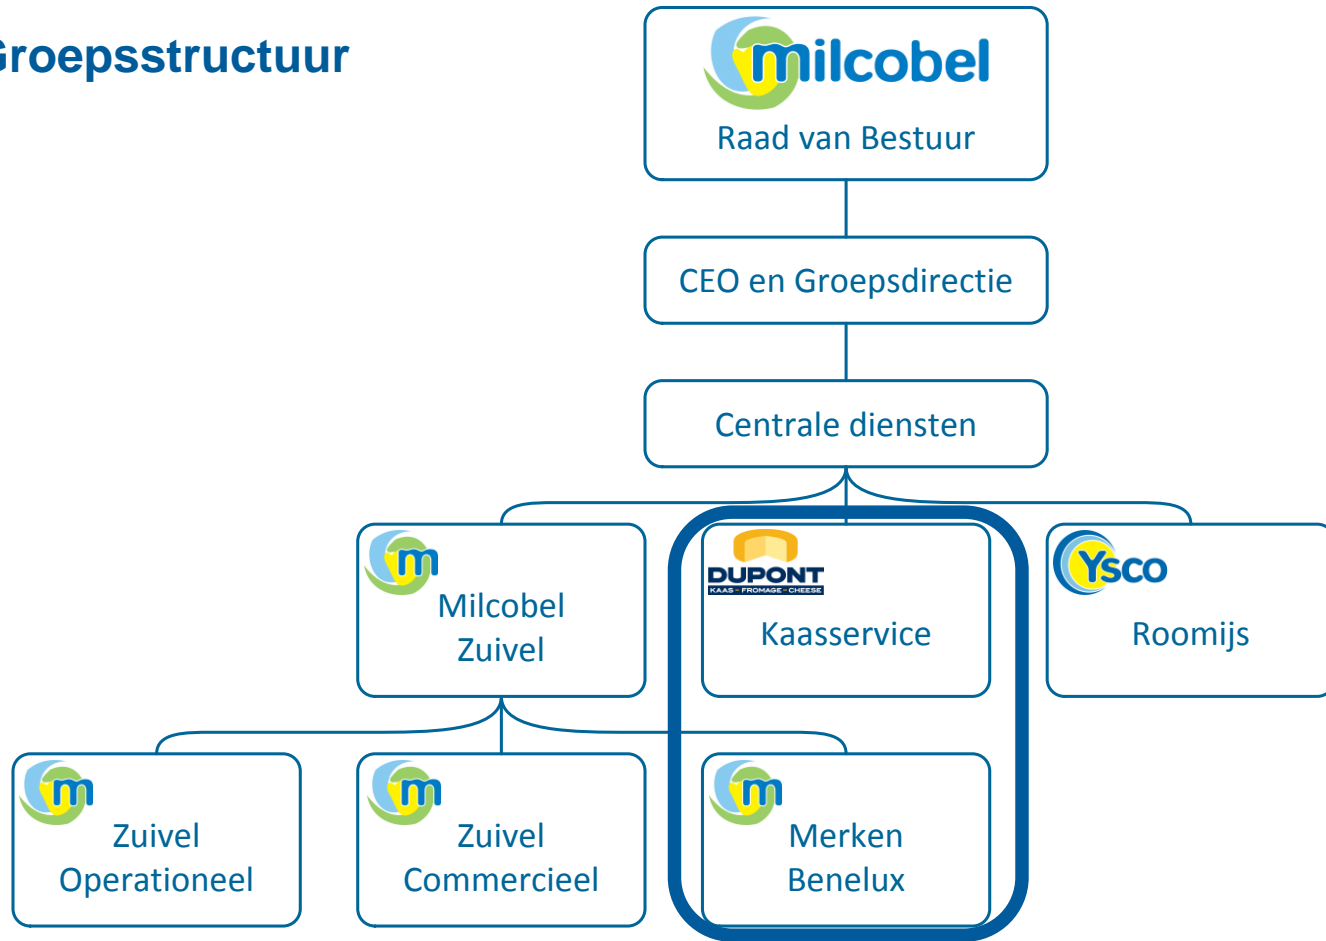 Groepsstructuur
milcobel
Raad van Bestuur
CEO en Groepsdirectie
Centrale diensten
m
Milcobel
Zuivel
DUPONT
KAAS – FROMAGE – CHEESE
Kaasservice
Ysco
Roomijs
m
Zuivel
Operationeel
m
Zuivel
Commercieel
m
Merken
Benelux